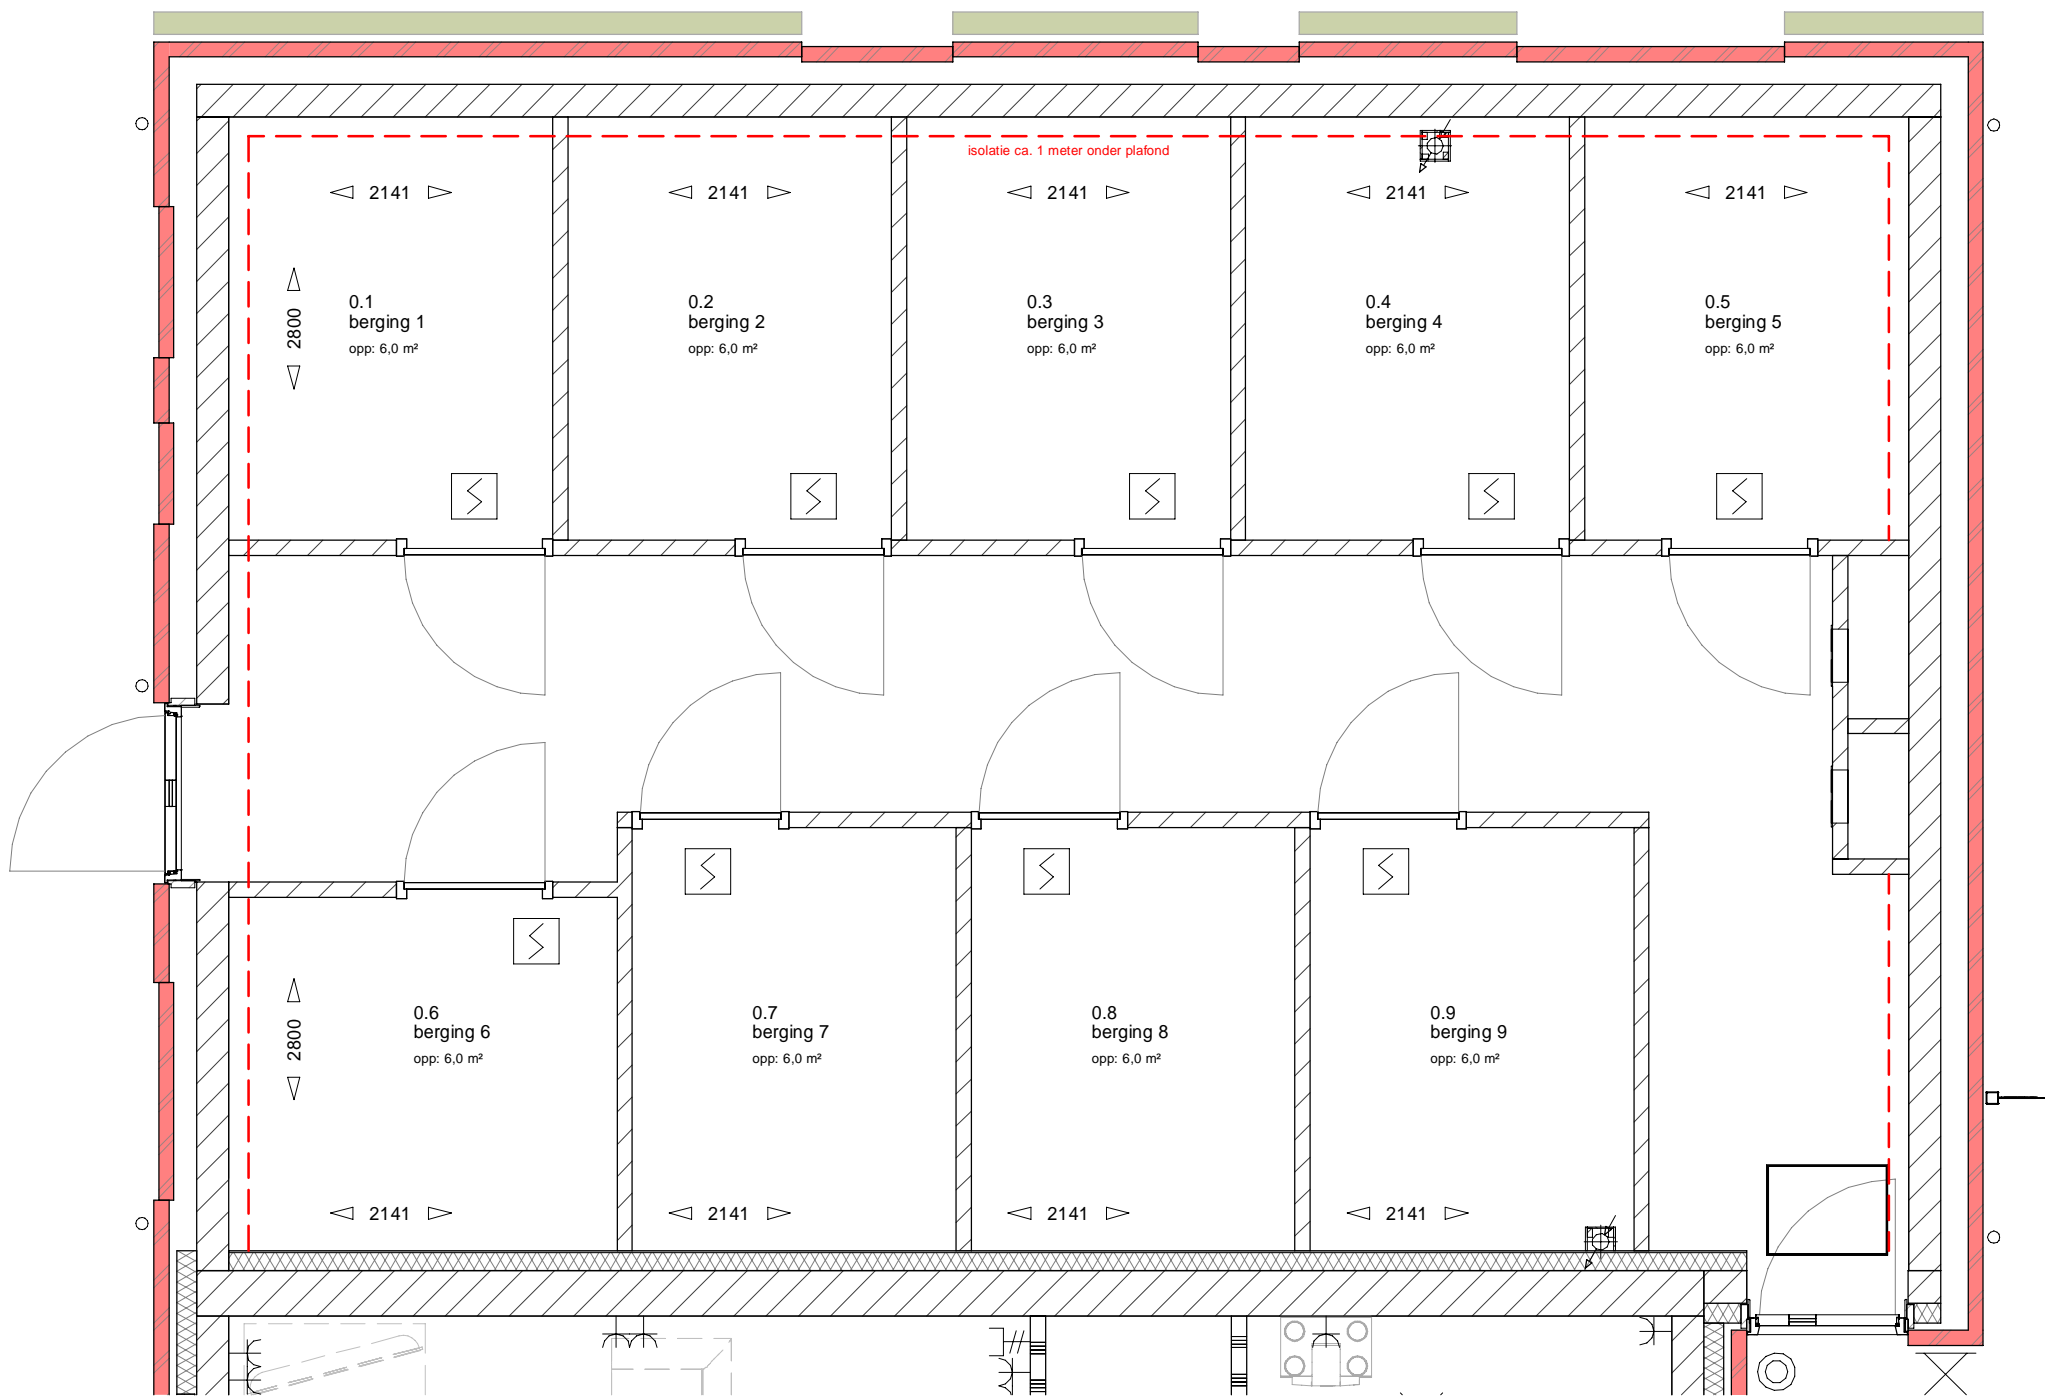 isolatie ca. 1 meter onder plafond
2141
2141
2141
2141
2141
2800
0.1
berging 1
opp: 6,0 m²
0.2
berging 2
opp: 6,0 m²
0.3
berging 3
opp: 6,0 m²
0.4
berging 4
opp: 6,0 m²
0.5
berging 5
opp: 6,0 m²
2800
0.6
berging 6
opp: 6,0 m²
0.7
berging 7
opp: 6,0 m²
0.8
berging 8
opp: 6,0 m²
0.9
berging 9
opp: 6,0 m²
2141
2141
2141
2141